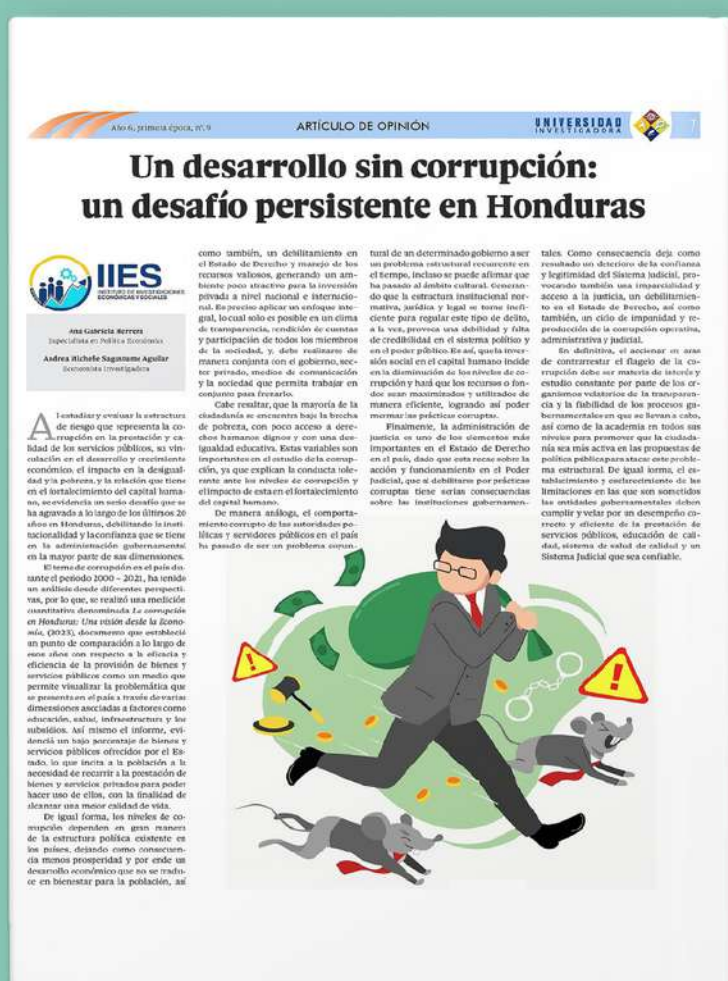 Año 6, primera época, n°. 9
ARTÍCULO DE OPINIÓN
UNIVERSIDAD
INVESTIGADORA
7
Un desarrollo sin corrupción:
un desafío persistente en Honduras
IIES
INSTITUTO DE INVESTIGACIONES
ECONÓMICAS Y SOCIALES
Ana Gabriela Herrera
Especialista en Política Económica
Andrea Michele Sagastume Aguilar
Economista Investigadora
Al estudiar y evaluar la estructura
de riesgo que representa la co-
rrupción en la prestación y ca-
lidad de los servicios públicos, su vin-
culación en el desarrollo y crecimiento
económico; el impacto en la desigual-
dad y la pobreza, y la relación que tiene
en el fortalecimiento del capital huma-
no, se evidencia un serio desafío que se
ha agravado a lo largo de los últimos 20
años en Honduras, debilitando la insti-
tucionalidad y la confianza que se tiene
en la administración gubernamental
en la mayor parte de sus dimensiones.
El tema de corrupción en el país du-
rante el periodo 2000 – 2021, ha tenido
un análisis desde diferentes perspecti-
vas, por lo que, se realizó una medición
cuantitativa denominada La corrupción
en Honduras: Una visión desde la Econo-
mía, (2023), documento que estableció
un punto de comparación a lo largo de
esos años con respecto a la eficacia y
eficiencia de la provisión de bienes y
servicios públicos como un medio que
permite visualizar la problemática que
se presenta en el país a través de varias
dimensiones asociadas a factores como
educación, salud, infraestructura y los
subsidios. Así mismo el informe, evi-
denció un bajo porcentaje de bienes y
servicios públicos ofrecidos por el Es-
tado, lo que incita a la población a la
necesidad de recurrir a la prestación de
bienes y servicios privados para poder
hacer uso de ellos, con la finalidad de
alcanzar una mejor calidad de vida.
De igual forma, los niveles de co-
rrupción dependen en gran manera
de la estructura política existente en
los países, dejando como consecuen-
cia menos prosperidad y por ende un
desarrollo económico que no se tradu-
ce en bienestar para la población, así
como también, un debilitamiento en
el Estado de Derecho y manejo de los
recursos valiosos, generando un am-
biente poco atractivo para la inversión
privada a nivel nacional e internacio-
nal. Es preciso aplicar un enfoque inte-
gral, lo cual solo es posible en un clima
de transparencia, rendición de cuentas
y participación de todos los miembros
de la sociedad, y, debe realizarse de
manera conjunta con el gobierno, sec-
tor privado, medios de comunicación
y la sociedad que permita trabajar en
conjunto para frenarlo.
Cabe resaltar, que la mayoría de la
ciudadanía se encuentra bajo la brecha
de pobreza, con poco acceso a dere-
chos humanos dignos y con una des-
igualdad educativa. Estas variables son
importantes en el estudio de la corrup-
ción, ya que explican la conducta tole-
rante ante los niveles de corrupción y
el impacto de esta en el fortalecimiento
del capital humano.
De manera análoga, el comporta-
miento corrupto de las autoridades po-
líticas y servidores públicos en el país
ha pasado de ser un problema coyun-
tural de un determinado gobierno a ser
un problema estructural recurrente en
el tiempo, incluso se puede afirmar que
ha pasado al ámbito cultural. Generan-
do que la estructura institucional nor-
mativa, jurídica y legal se torne inefi-
ciente para regular este tipo de delito,
a la vez, provoca una debilidad y falta
de credibilidad en el sistema político y
en el poder público. Es así, que la inver-
sión social en el capital humano incide
en la disminución de los niveles de co-
rrupción y hará que los recursos o fon-
dos sean maximizados y utilizados de
manera eficiente, logrando así poder
mermar las prácticas corruptas.
Finalmente, la administración de
justicia es uno de los elementos más
importantes en el Estado de Derecho
en el país, dado que esta recae sobre la
acción y funcionamiento en el Poder
Judicial, que al debilitarse por prácticas
corruptas tiene serias consecuencias
sobre las instituciones gubernamen-
tales. Como consecuencia deja como
resultado un deterioro de la confianza
y legitimidad del Sistema Judicial, pro-
vocando también una imparcialidad y
acceso a la justicia, un debilitamien-
to en el Estado de Derecho, así como
también, un ciclo de impunidad y re-
producción de la corrupción operativa,
administrativa y judicial.
En definitiva, el accionar en aras
de contrarrestar el flagelo de la co-
rrupción debe ser materia de interés y
estudio constante por parte de los or-
ganismos velatorios de la transparen-
cia y la fiabilidad de los procesos gu-
bernamentales en que se llevan a cabo,
así como de la academia en todos sus
niveles para promover que la ciudada-
nía sea más activa en las propuestas de
política pública para atacar este proble-
ma estructural. De igual forma, el es-
tablecimiento y esclarecimiento de las
limitaciones en las que son sometidos
las entidades gubernamentales deben
cumplir y velar por un desempeño co-
rrecto y eficiente de la prestación de
servicios públicos, educación de cali-
dad, sistema de salud de calidad y un
Sistema Judicial que sea confiable.